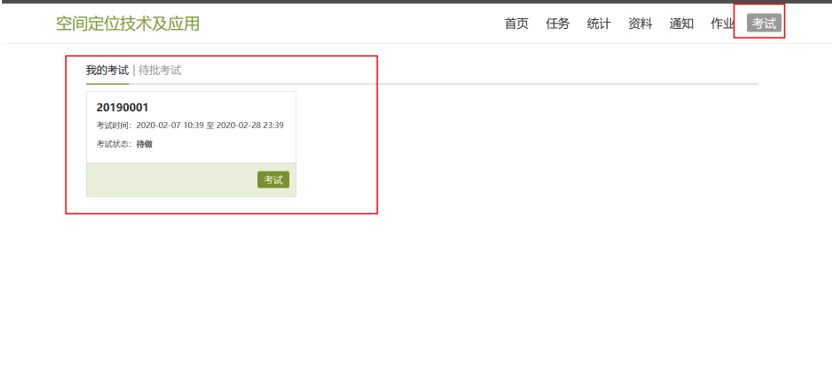 空间定位技术及应用 首页 任务 统计 资料 通知 作业 考试
我的考试 | 待批考试
20190001
考试时间：2020-02-07 10:39 至 2020-02-28 23:39
考试状态：待做
考试